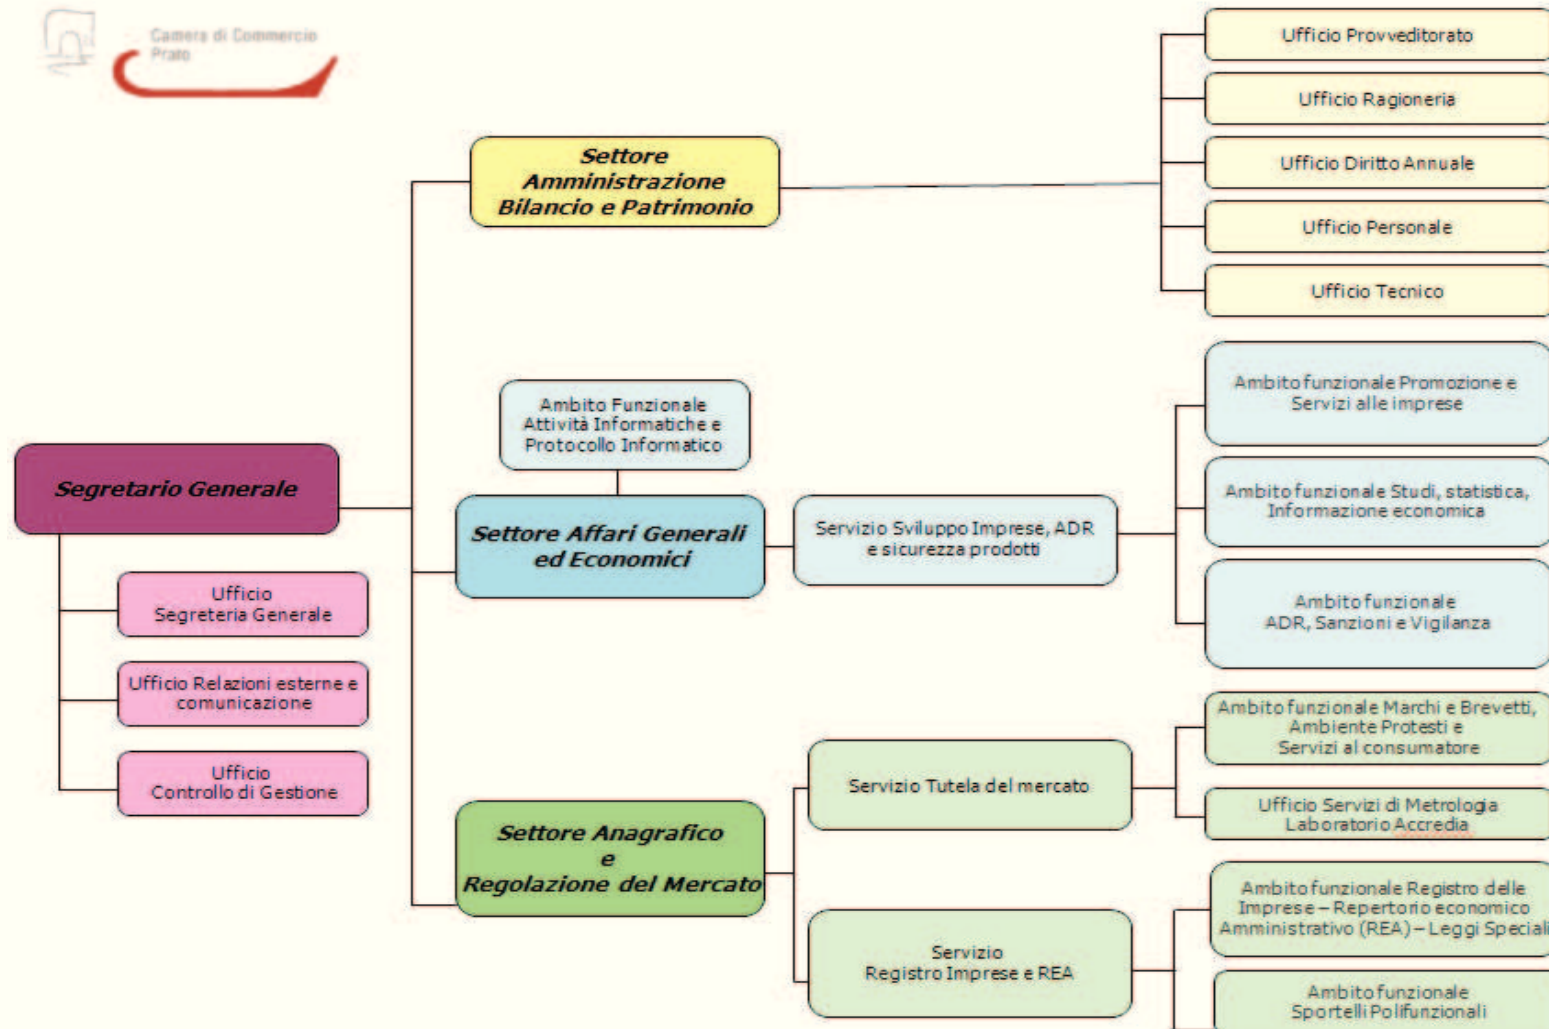 Camera di Commercio
Prato
Segretario Generale
Ufficio
Segreteria Generale
Ufficio Relazioni esterne e
comunicazione
Ufficio
Controllo di Gestione
Settore
Amministrazione
Bilancio e Patrimonio
Ufficio Provveditorato
Ufficio Ragioneria
Ufficio Diritto Annuale
Ufficio Personale
Ufficio Tecnico
Ambito Funzionale
Attività Informatiche e
Protocollo Informatico
Settore Affari Generali
ed Economici
Servizio Sviluppo Imprese, ADR
e sicurezza prodotti
Ambito funzionale Promozione e
Servizi alle imprese
Ambito funzionale Studi, statistica,
Informazione economica
Ambito funzionale
ADR, Sanzioni e Vigilanza
Settore Anagrafico
e
Regolazione del Mercato
Servizio Tutela del mercato
Ambito funzionale Marchi e Brevetti,
Ambiente Protesti e
Servizi al consumatore
Ufficio Servizi di Metrologia
Laboratorio Accredia
Servizio
Registro Imprese e REA
Ambito funzionale Registro delle
Imprese – Repertorio economico
Amministrativo (REA) – Leggi Speciali
Ambito funzionale
Sportelli Polifunzionali